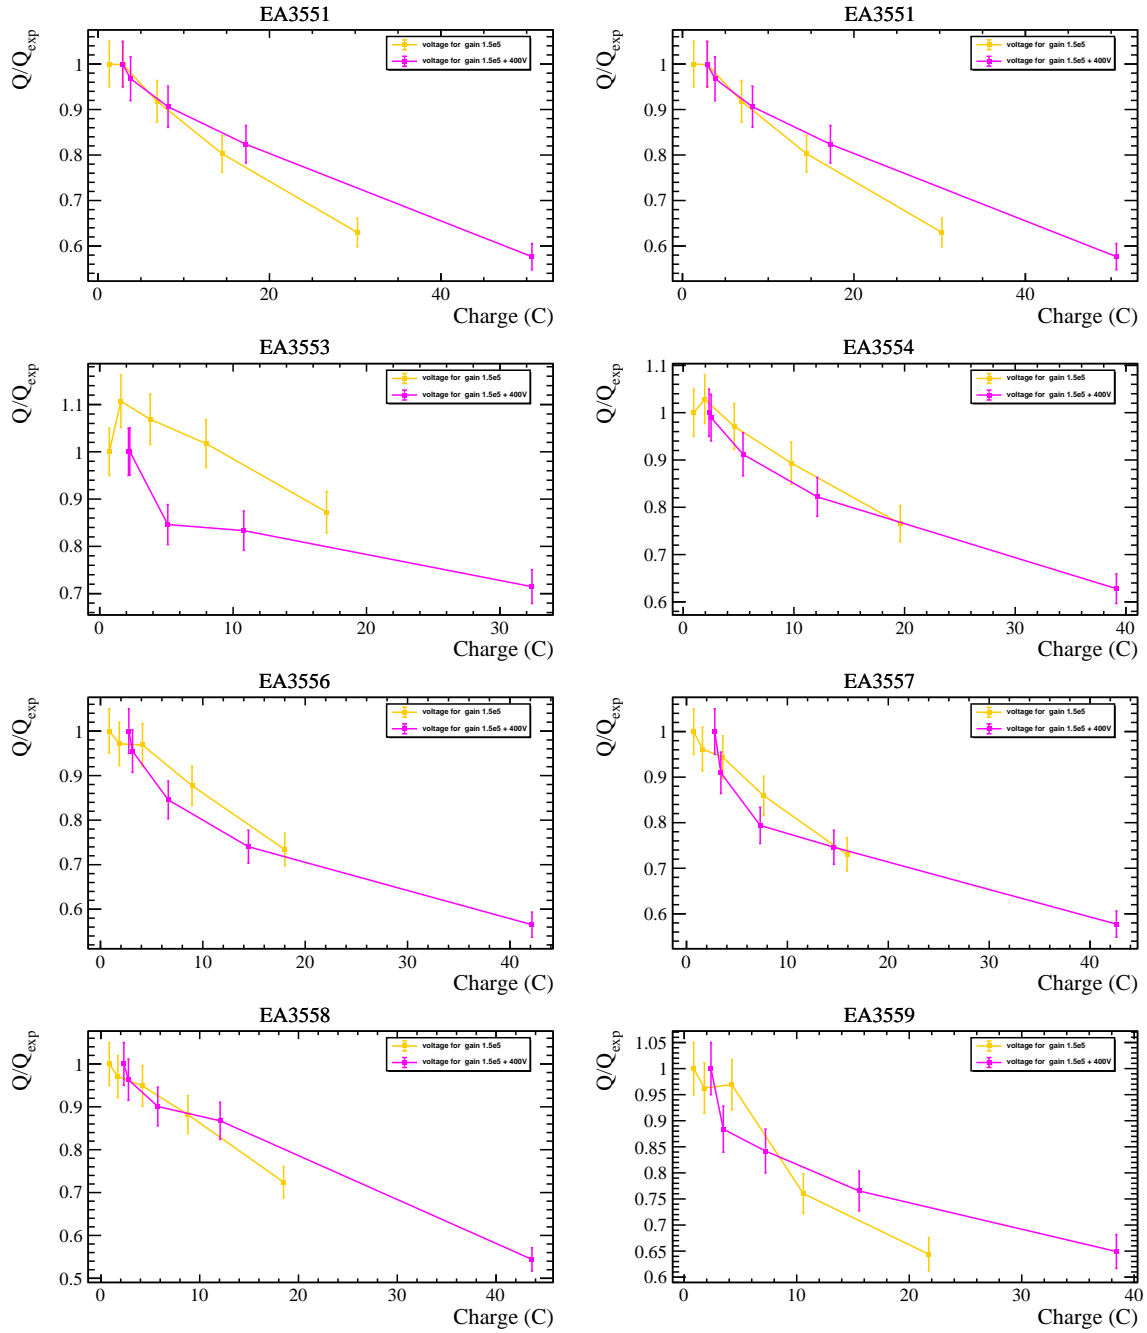 EA3551
Q/Q_exp
1
0.9
0.8
0.7
0.6
voltage for gain 1.5e5
voltage for gain 1.5e5 + 400V
0 20 40
Charge (C)
EA3551
Q/Q_exp
1
0.9
0.8
0.7
0.6
voltage for gain 1.5e5
voltage for gain 1.5e5 + 400V
0 20 40
Charge (C)
EA3553
Q/Q_exp
1.1
1
0.9
0.8
0.7
voltage for gain 1.5e5
voltage for gain 1.5e5 + 400V
0 10 20 30
Charge (C)
EA3554
Q/Q_exp
1.1
1
0.9
0.8
0.7
0.6
voltage for gain 1.5e5
voltage for gain 1.5e5 + 400V
0 10 20 30 40
Charge (C)
EA3556
Q/Q_exp
1
0.9
0.8
0.7
0.6
voltage for gain 1.5e5
voltage for gain 1.5e5 + 400V
0 10 20 30 40
Charge (C)
EA3557
Q/Q_exp
1
0.9
0.8
0.7
0.6
voltage for gain 1.5e5
voltage for gain 1.5e5 + 400V
0 10 20 30 40
Charge (C)
EA3558
Q/Q_exp
1
0.9
0.8
0.7
0.6
0.5
voltage for gain 1.5e5
voltage for gain 1.5e5 + 400V
0 10 20 30 40
Charge (C)
EA3559
Q/Q_exp
1.05
1
0.95
0.9
0.85
0.8
0.75
0.7
0.65
0.6
voltage for gain 1.5e5
voltage for gain 1.5e5 + 400V
0 10 20 30 40
Charge (C)